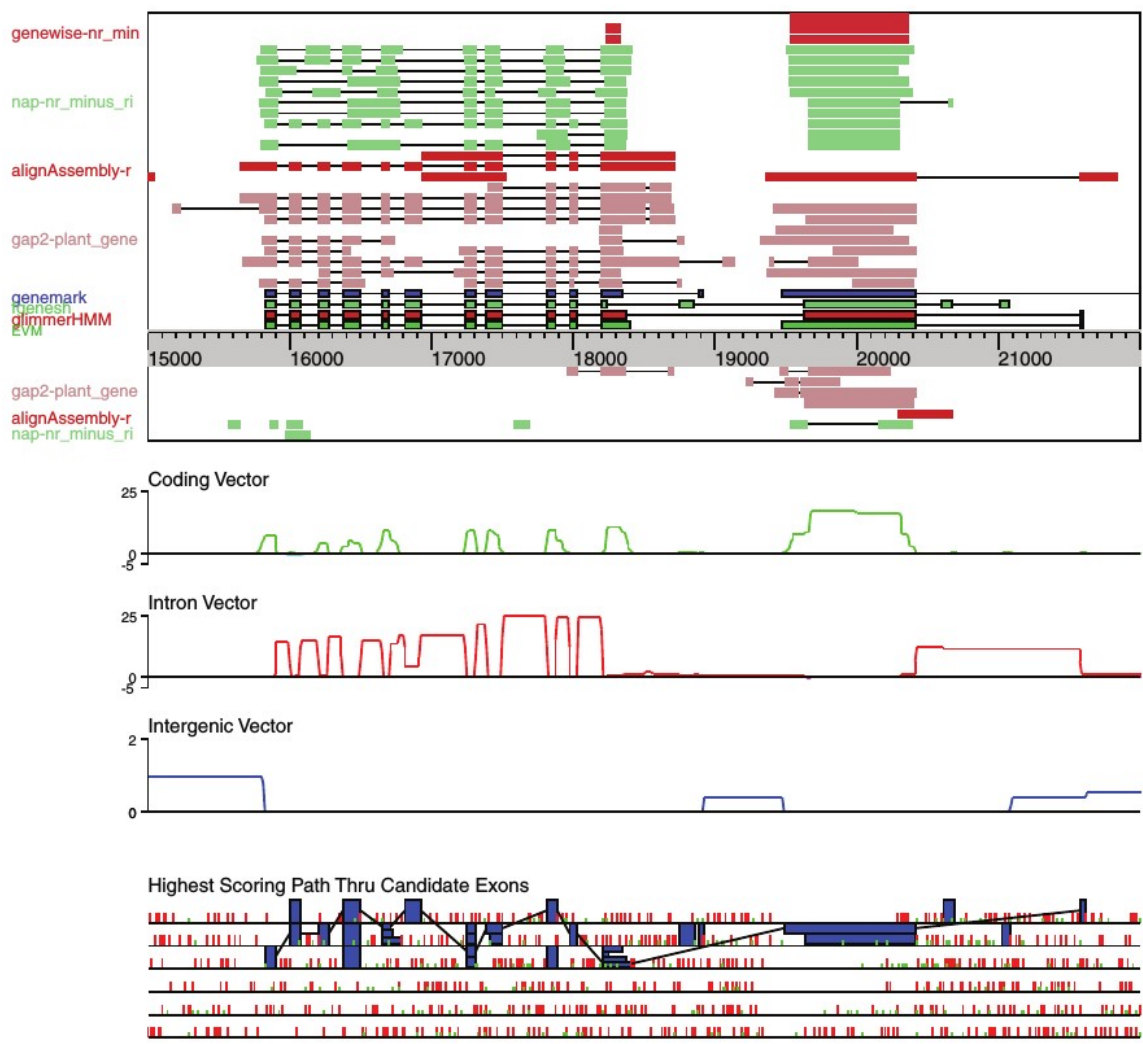 genewise-nr_min
nap-nr_minus_ri
alignAssembly-r
gap2-plant_gene
genemark
fgenesh
glimmerHMM
EVM
15000 16000 17000 18000 19000 20000 21000
gap2-plant_gene
alignAssembly-r
nap-nr_minus_ri
Coding Vector
25
0
-5
Intron Vector
25
0
-5
Intergenic Vector
2
0
Highest Scoring Path Thru Candidate Exons